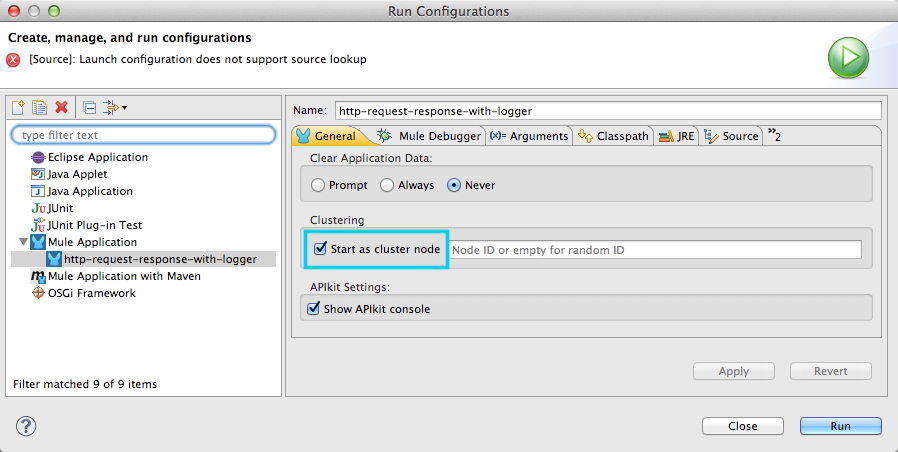 Run Configurations
Create, manage, and run configurations
[Source]: Launch configuration does not support source lookup
type filter text
Eclipse Application
Java Applet
Java Application
JUnit
JUnit Plug-in Test
Mule Application
http-request-response-with-logger
Mule Application with Maven
OSGi Framework
Filter matched 9 of 9 items
Name: http-request-response-with-logger
General Mule Debugger (x)= Arguments Classpath JRE Source »2
Clear Application Data:
Prompt Always Never
Clustering
Start as cluster node Node ID or empty for random ID
APIkit Settings:
Show APIkit console
Apply Revert
? Close Run